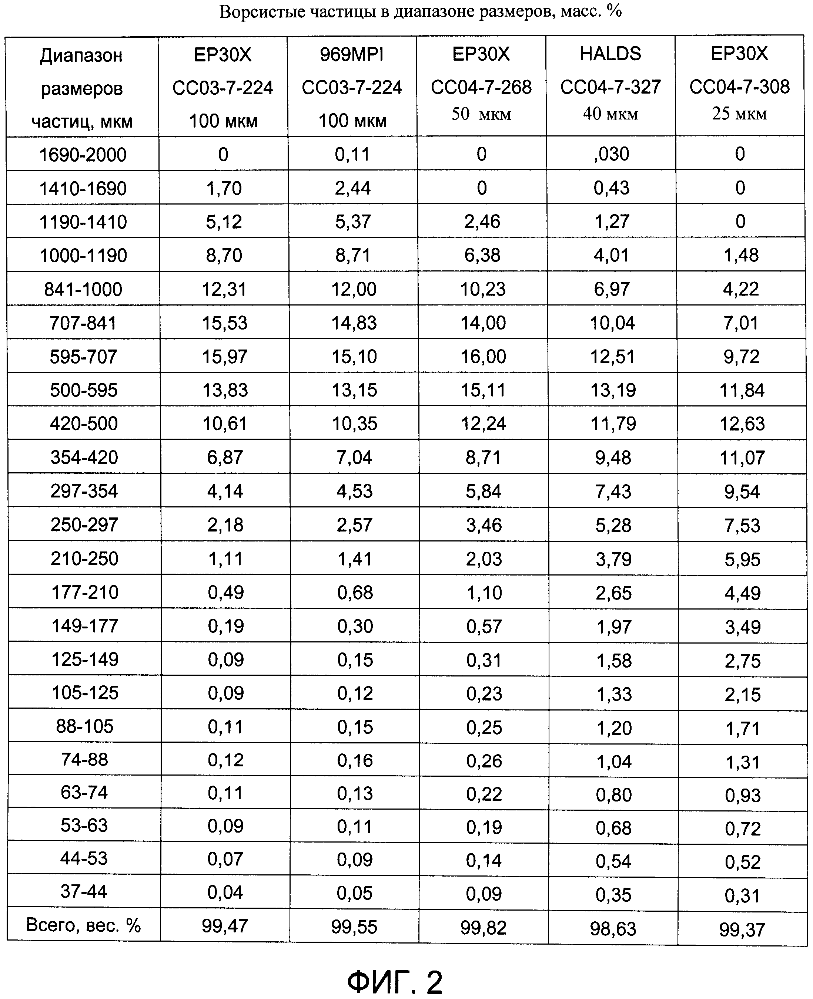 Ворсистые частицы в диапазоне размеров, масс. %
Диапазон размеров частиц, мкм EP30X CC03-7-224 100 мкм 969MPI CC03-7-224 100 мкм EP30X CC04-7-268 50 мкм HALDS CC04-7-327 40 мкм EP30X CC04-7-308 25 мкм
1690-2000 0 0,11 0 ,030 0
1410-1690 1,70 2,44 0 0,43 0
1190-1410 5,12 5,37 2,46 1,27 0
1000-1190 8,70 8,71 6,38 4,01 1,48
841-1000 12,31 12,00 10,23 6,97 4,22
707-841 15,53 14,83 14,00 10,04 7,01
595-707 15,97 15,10 16,00 12,51 9,72
500-595 13,83 13,15 15,11 13,19 11,84
420-500 10,61 10,35 12,24 11,79 12,63
354-420 6,87 7,04 8,71 9,48 11,07
297-354 4,14 4,53 5,84 7,43 9,54
250-297 2,18 2,57 3,46 5,28 7,53
210-250 1,11 1,41 2,03 3,79 5,95
177-210 0,49 0,68 1,10 2,65 4,49
149-177 0,19 0,30 0,57 1,97 3,49
125-149 0,09 0,15 0,31 1,58 2,75
105-125 0,09 0,12 0,23 1,33 2,15
88-105 0,11 0,15 0,25 1,20 1,71
74-88 0,12 0,16 0,26 1,04 1,31
63-74 0,11 0,13 0,22 0,80 0,93
53-63 0,09 0,11 0,19 0,68 0,72
44-53 0,07 0,09 0,14 0,54 0,52
37-44 0,04 0,05 0,09 0,35 0,31
Всего, вес. % 99,47 99,55 99,82 98,63 99,37
ФИГ. 2